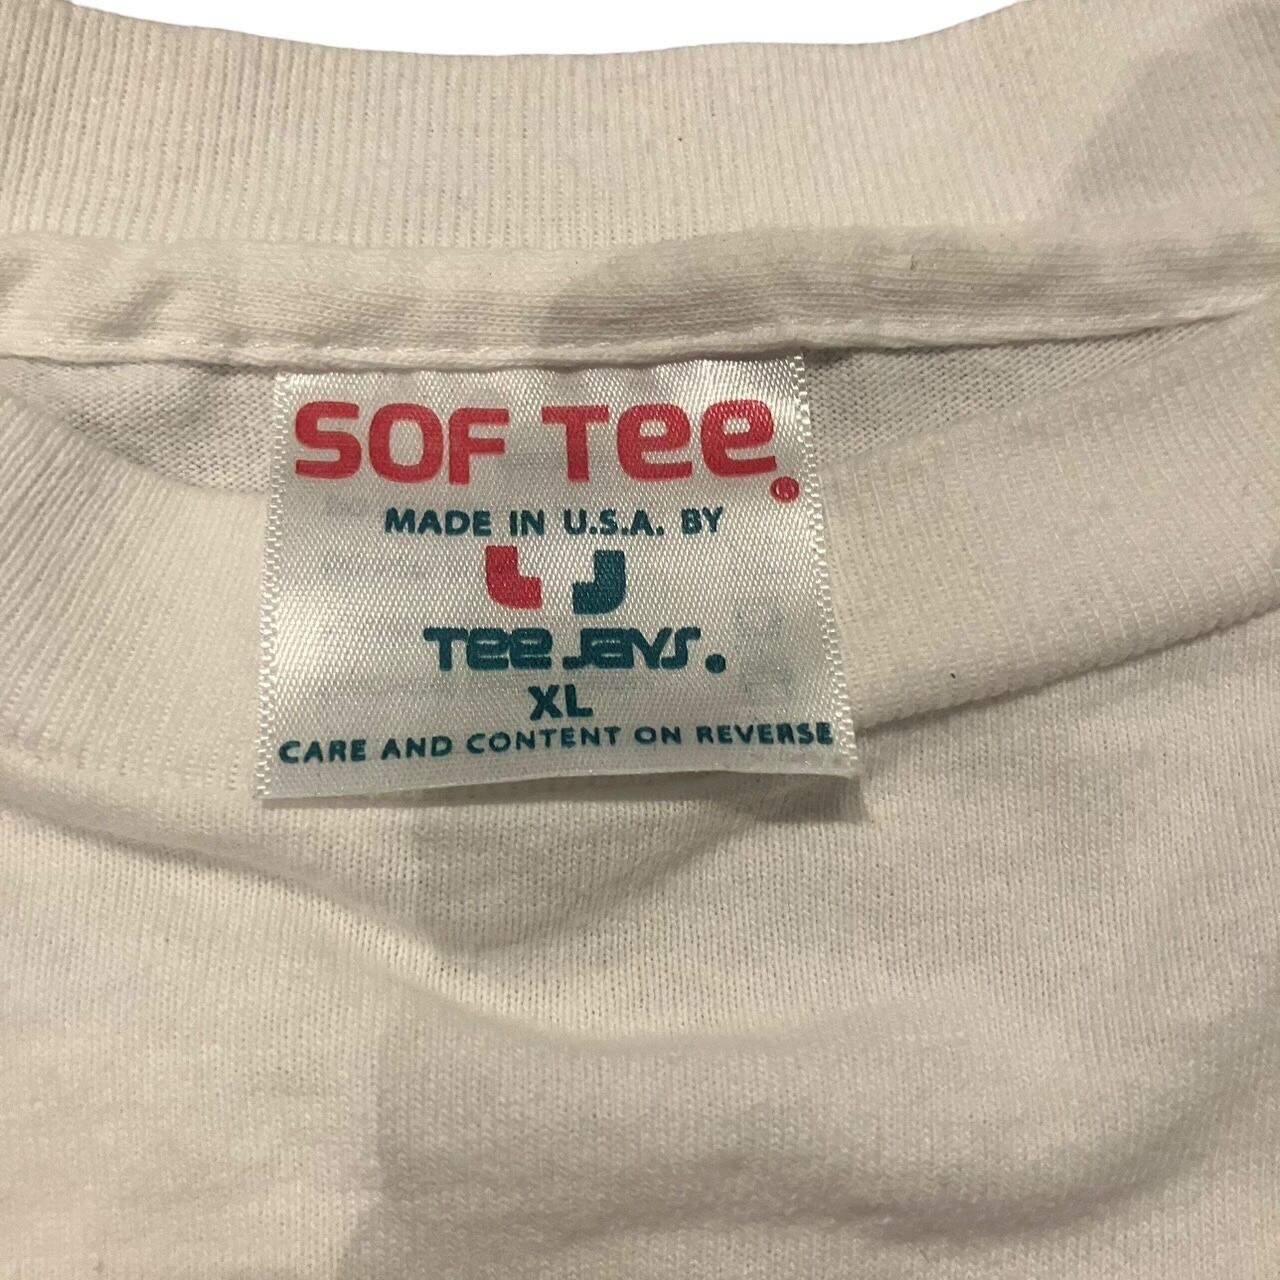 SOF TEE®
MADE IN U.S.A. BY
TEE JAYS.
XL
CARE AND CONTENT ON REVERSE